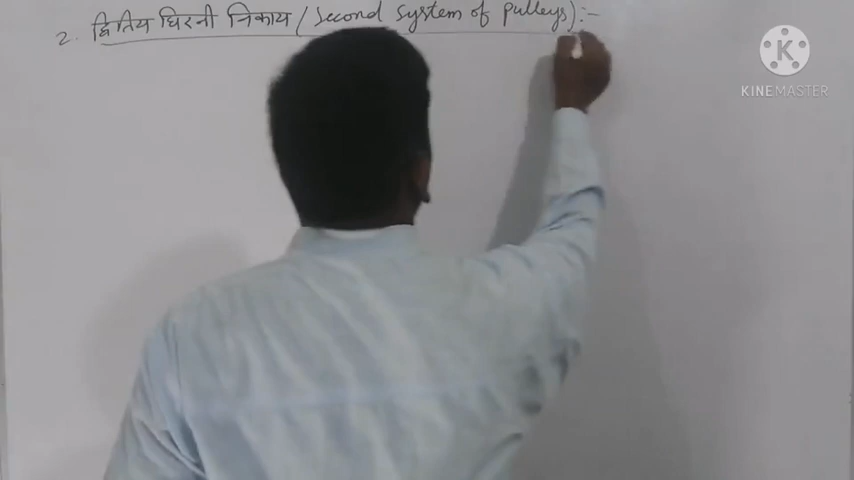 2. द्वितिय घिरनी निकाय (Second System of pulleys):-
K
KINEMASTER